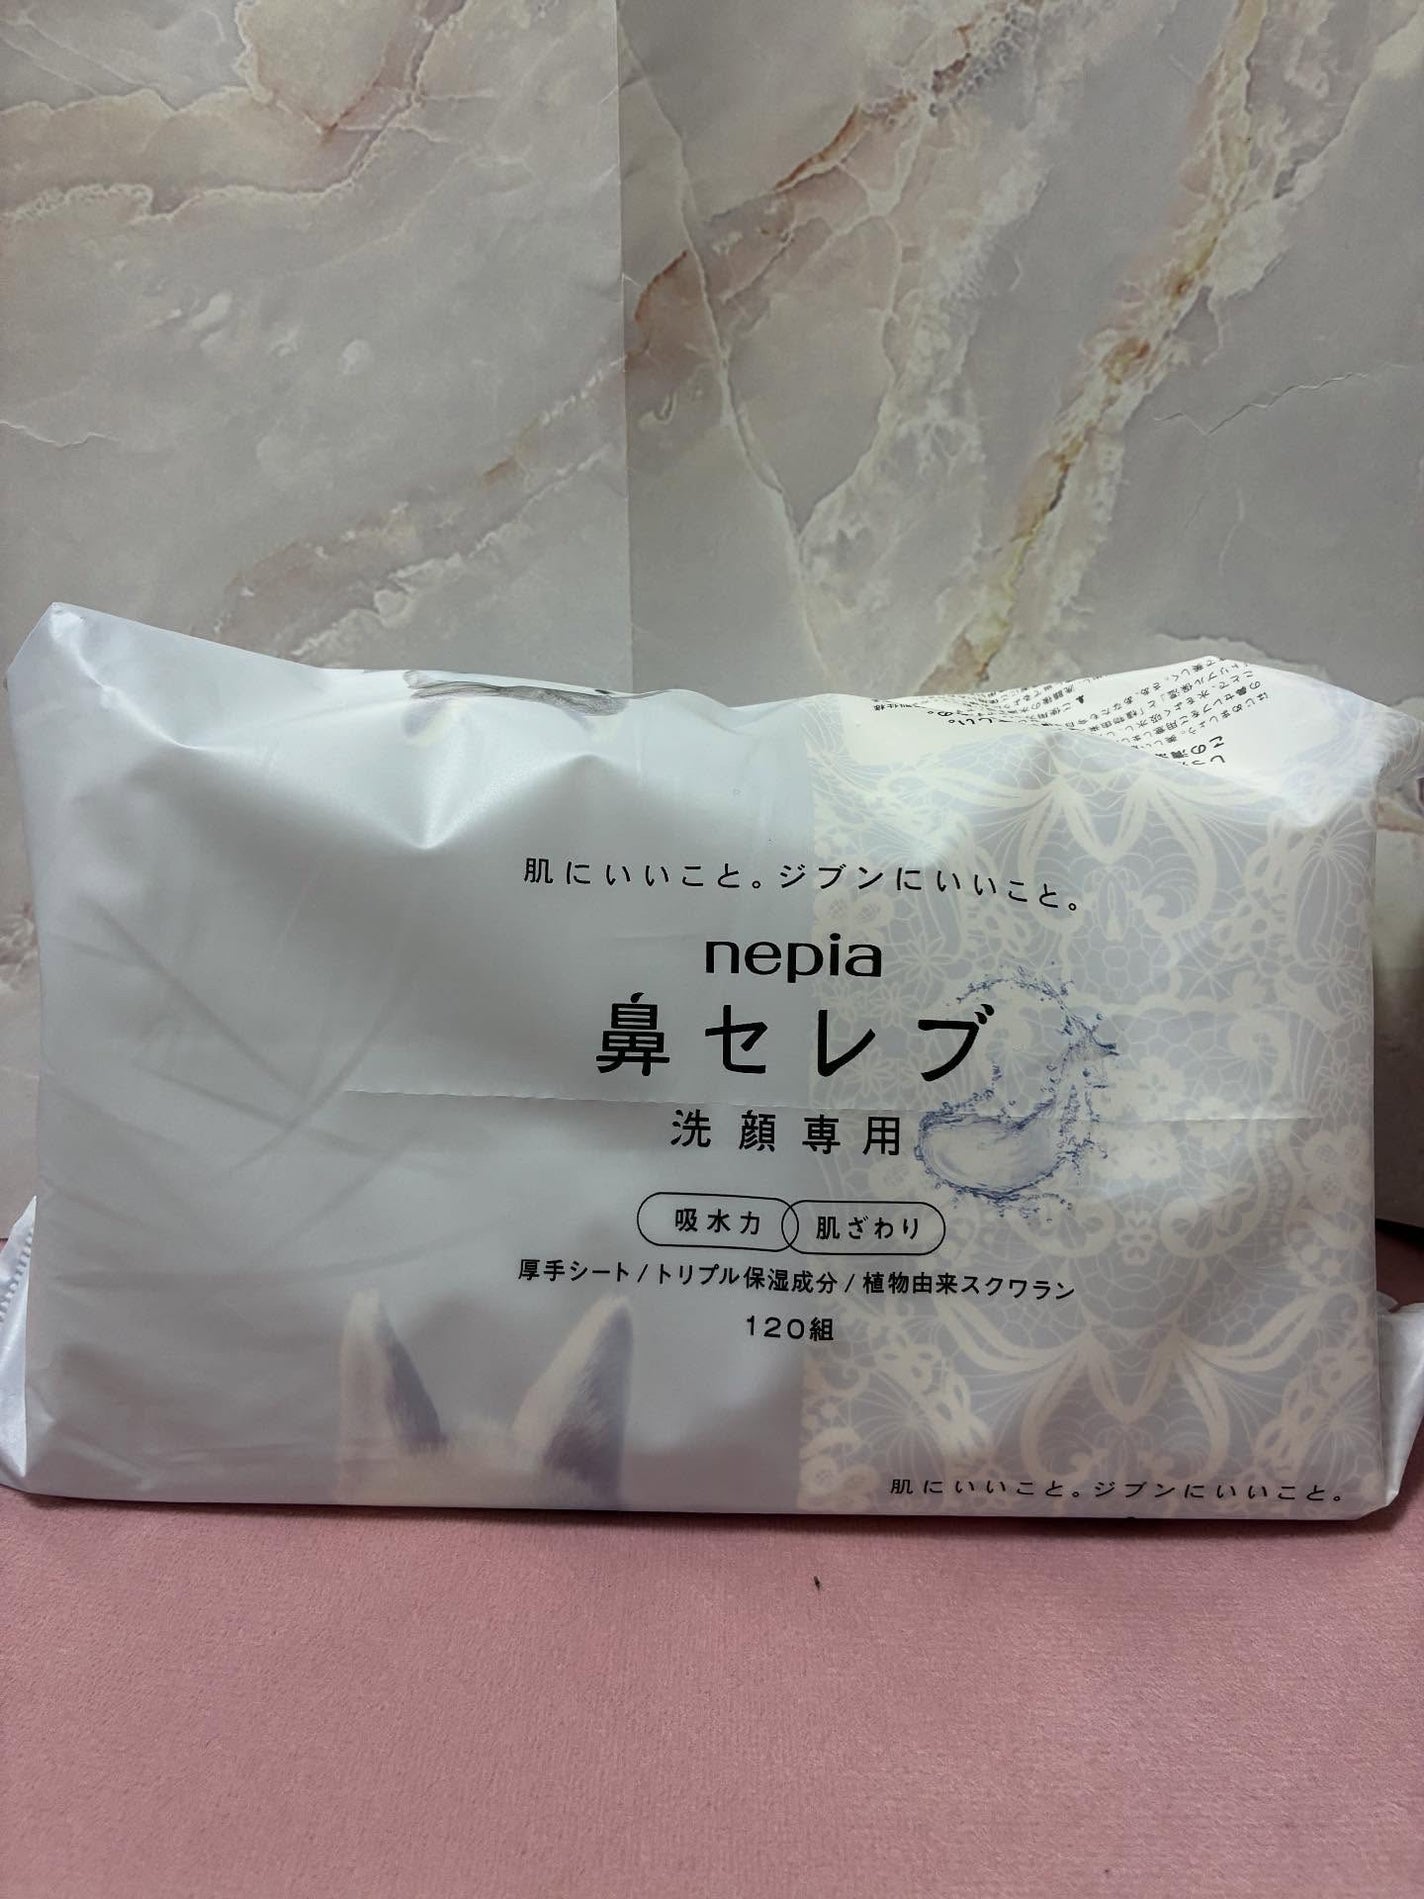 肌にいいこと。ジブンにいいこと。
nepia
鼻セレブ
洗顔専用
吸水力 肌ざわり
厚手シート/トリプル保湿成分/植物由来スクワラン
120組
肌にいいこと。ジブンにいいこと。